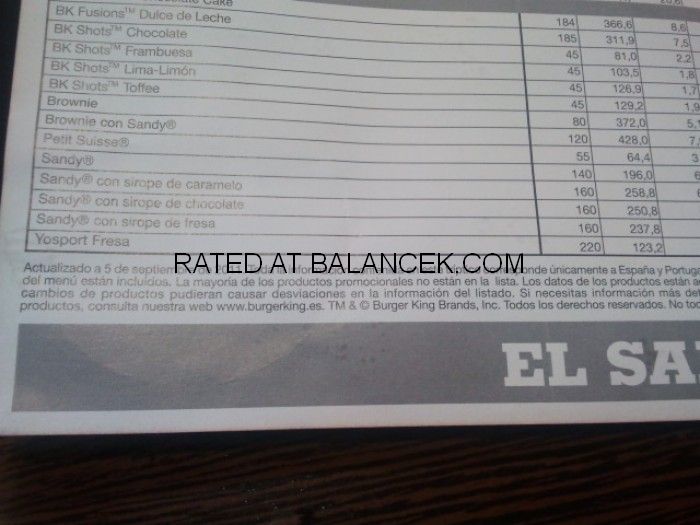 Cake 184 366,6 8,6
BK Fusions™ Dulce de Leche 185 311,9 7,5
BK Shots™ Chocolate 45 81,0 2,2
BK Shots™ Frambuesa 45 103,5 1,8
BK Shots™ Lima-Limón 45 126,9 1,7
BK Shots™ Toffee 45 129,2 1,9
Brownie 80 372,0 5,1
Brownie con Sandy® 120 428,0 7,
Petit Suisse® 55 64,4 3,
Sandy® 140 196,0
Sandy® con sirope de caramelo 160 258,8
Sandy® con sirope de chocolate 160 250,8
Sandy® con sirope de fresa 160 237,8
Yosport Fresa 220 123,2
RATED AT BALANCEK.COM
Actualizado a 5 de septiembre de corresponde únicamente a España y Portu
del menú están incluidos. La mayoría de los productos promocionales no están en la lista. Los datos de los productos están
cambios de productos pudieran causar desviaciones en la información del listado. Si necesitas información más
productos, consulta nuestra web www.burgerking.es. TM & © Burger King Brands, Inc. Todos los derechos reservados. No
EL SA